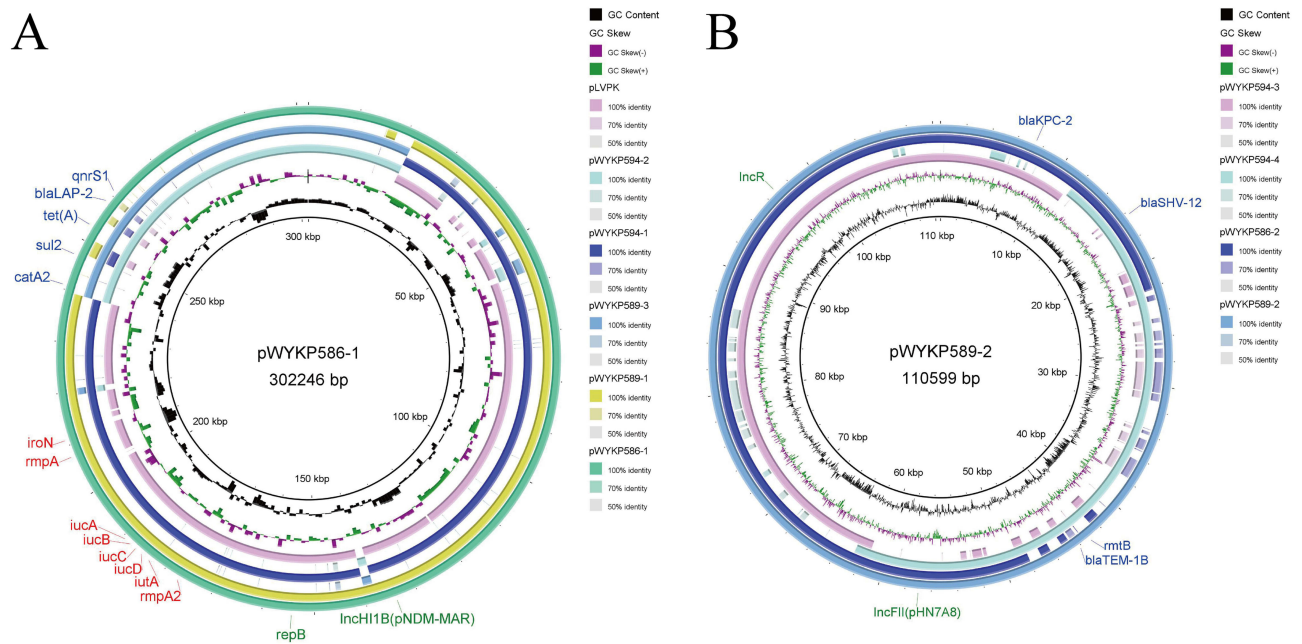 A
GC Content
GC Skew
GC Skew(-)
GC Skew(+)
pLVPK
100% identity
70% identity
50% identity
pWYKP594-2
100% identity
70% identity
50% identity
pWYKP594-1
100% identity
70% identity
50% identity
pWYKP589-3
100% identity
70% identity
50% identity
pWYKP589-1
100% identity
70% identity
50% identity
pWYKP586-1
100% identity
70% identity
50% identity
qnrS1
blaLAP-2
tet(A)
sul2
catA2
iroN
rmpA
iucA
iucB
iucC
iucD
iutA
rmpA2
repB
IncHI1B(pNDM-MAR)
300 kbp
50 kbp
100 kbp
150 kbp
200 kbp
250 kbp
pWYKP586-1
302246 bp
B
GC Content
GC Skew
GC Skew(-)
GC Skew(+)
pWYKP594-3
100% identity
70% identity
50% identity
pWYKP594-4
100% identity
70% identity
50% identity
pWYKP586-2
100% identity
70% identity
50% identity
pWYKP589-2
100% identity
70% identity
50% identity
blaKPC-2
IncR
blaSHV-12
rmtB
blaTEM-1B
IncFII(pHN7A8)
110 kbp
10 kbp
20 kbp
30 kbp
40 kbp
50 kbp
60 kbp
70 kbp
80 kbp
90 kbp
100 kbp
pWYKP589-2
110599 bp